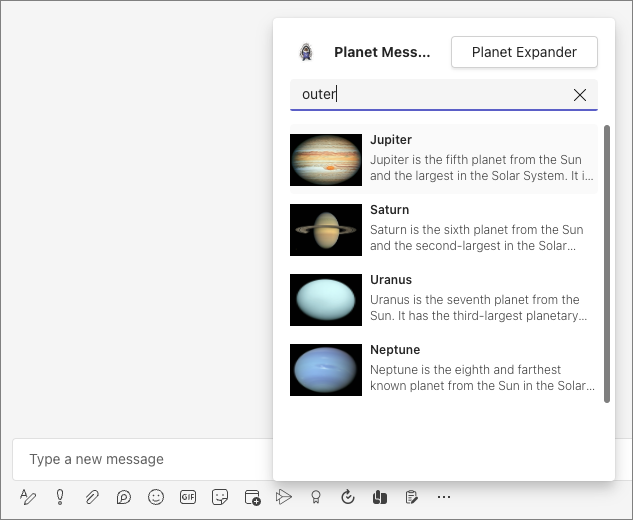 Planet Mess...
Planet Expander
outer
Jupiter
Jupiter is the fifth planet from the Sun
and the largest in the Solar System. It i...
Saturn
Saturn is the sixth planet from the Sun
and the second-largest in the Solar...
Uranus
Uranus is the seventh planet from the
Sun. It has the third-largest planetary...
Neptune
Neptune is the eighth and farthest
known planet from the Sun in the Solar...
Type a new message
GIF